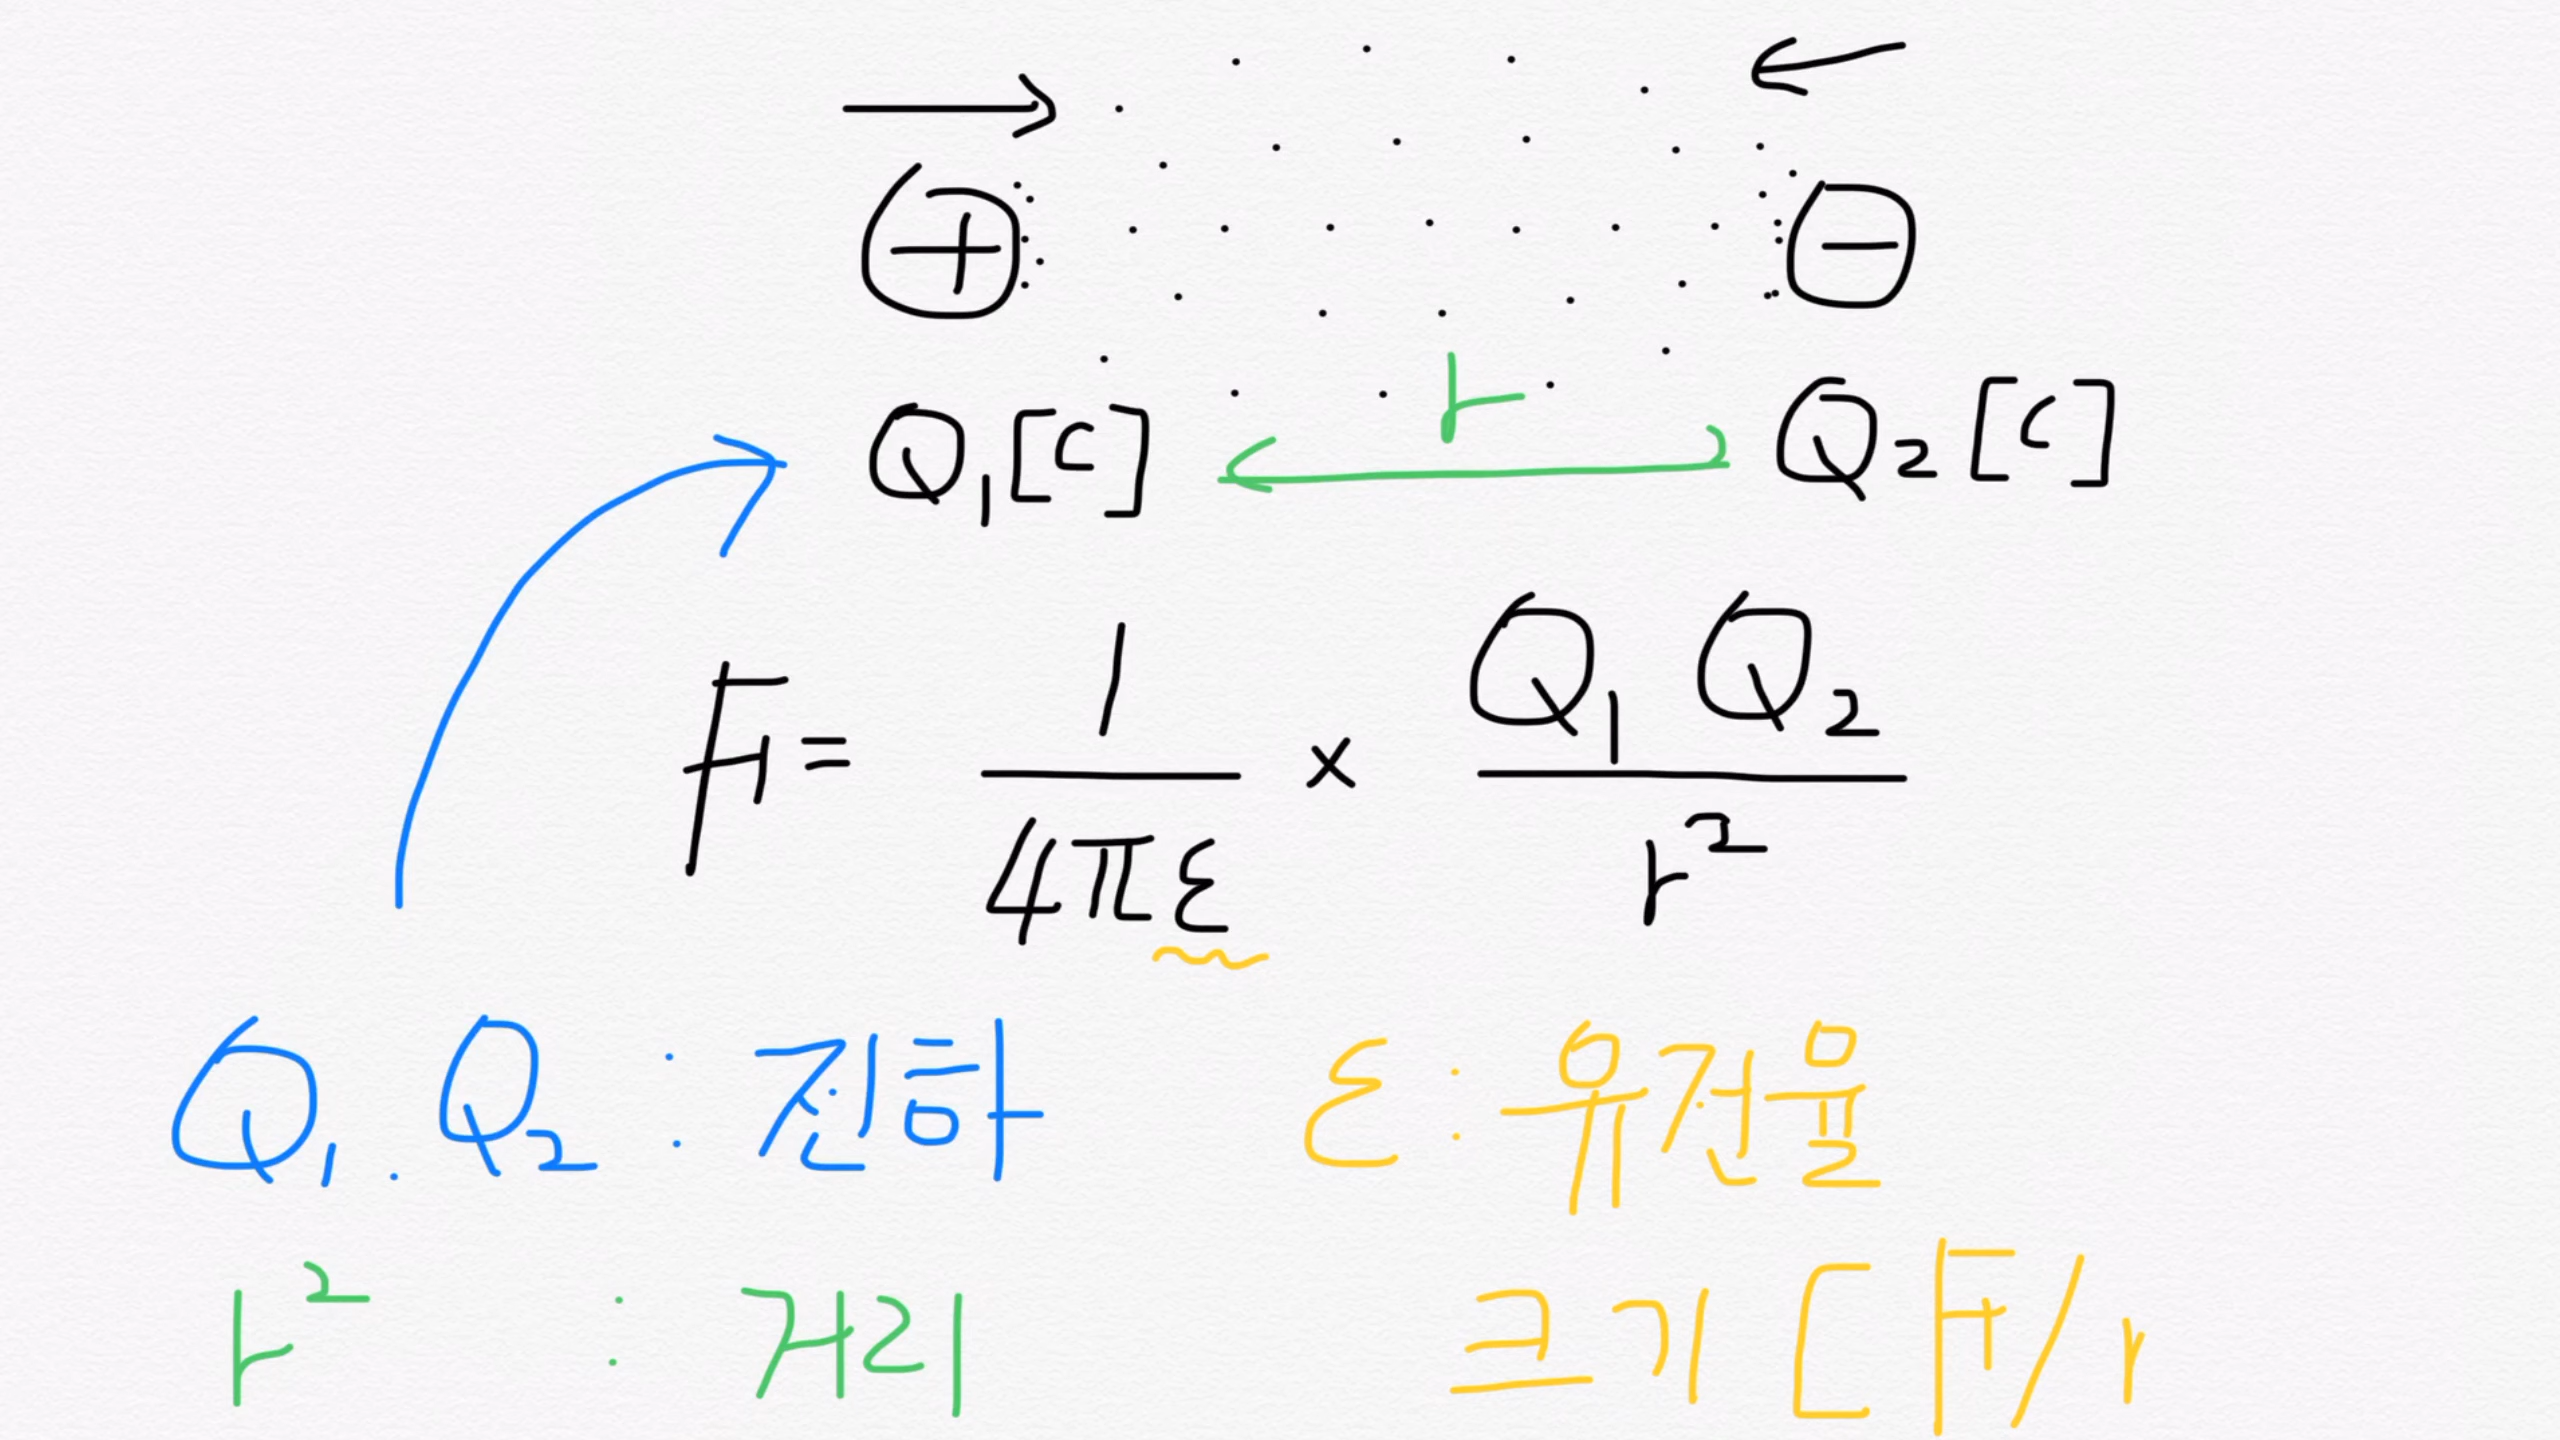 + −
r
Q₁[C] Q₂[C]
F = 1/4πε × Q₁Q₂/r²
Q₁. Q₂ : 전하 ε : 유전율
r² : 거리 크기 [F/r